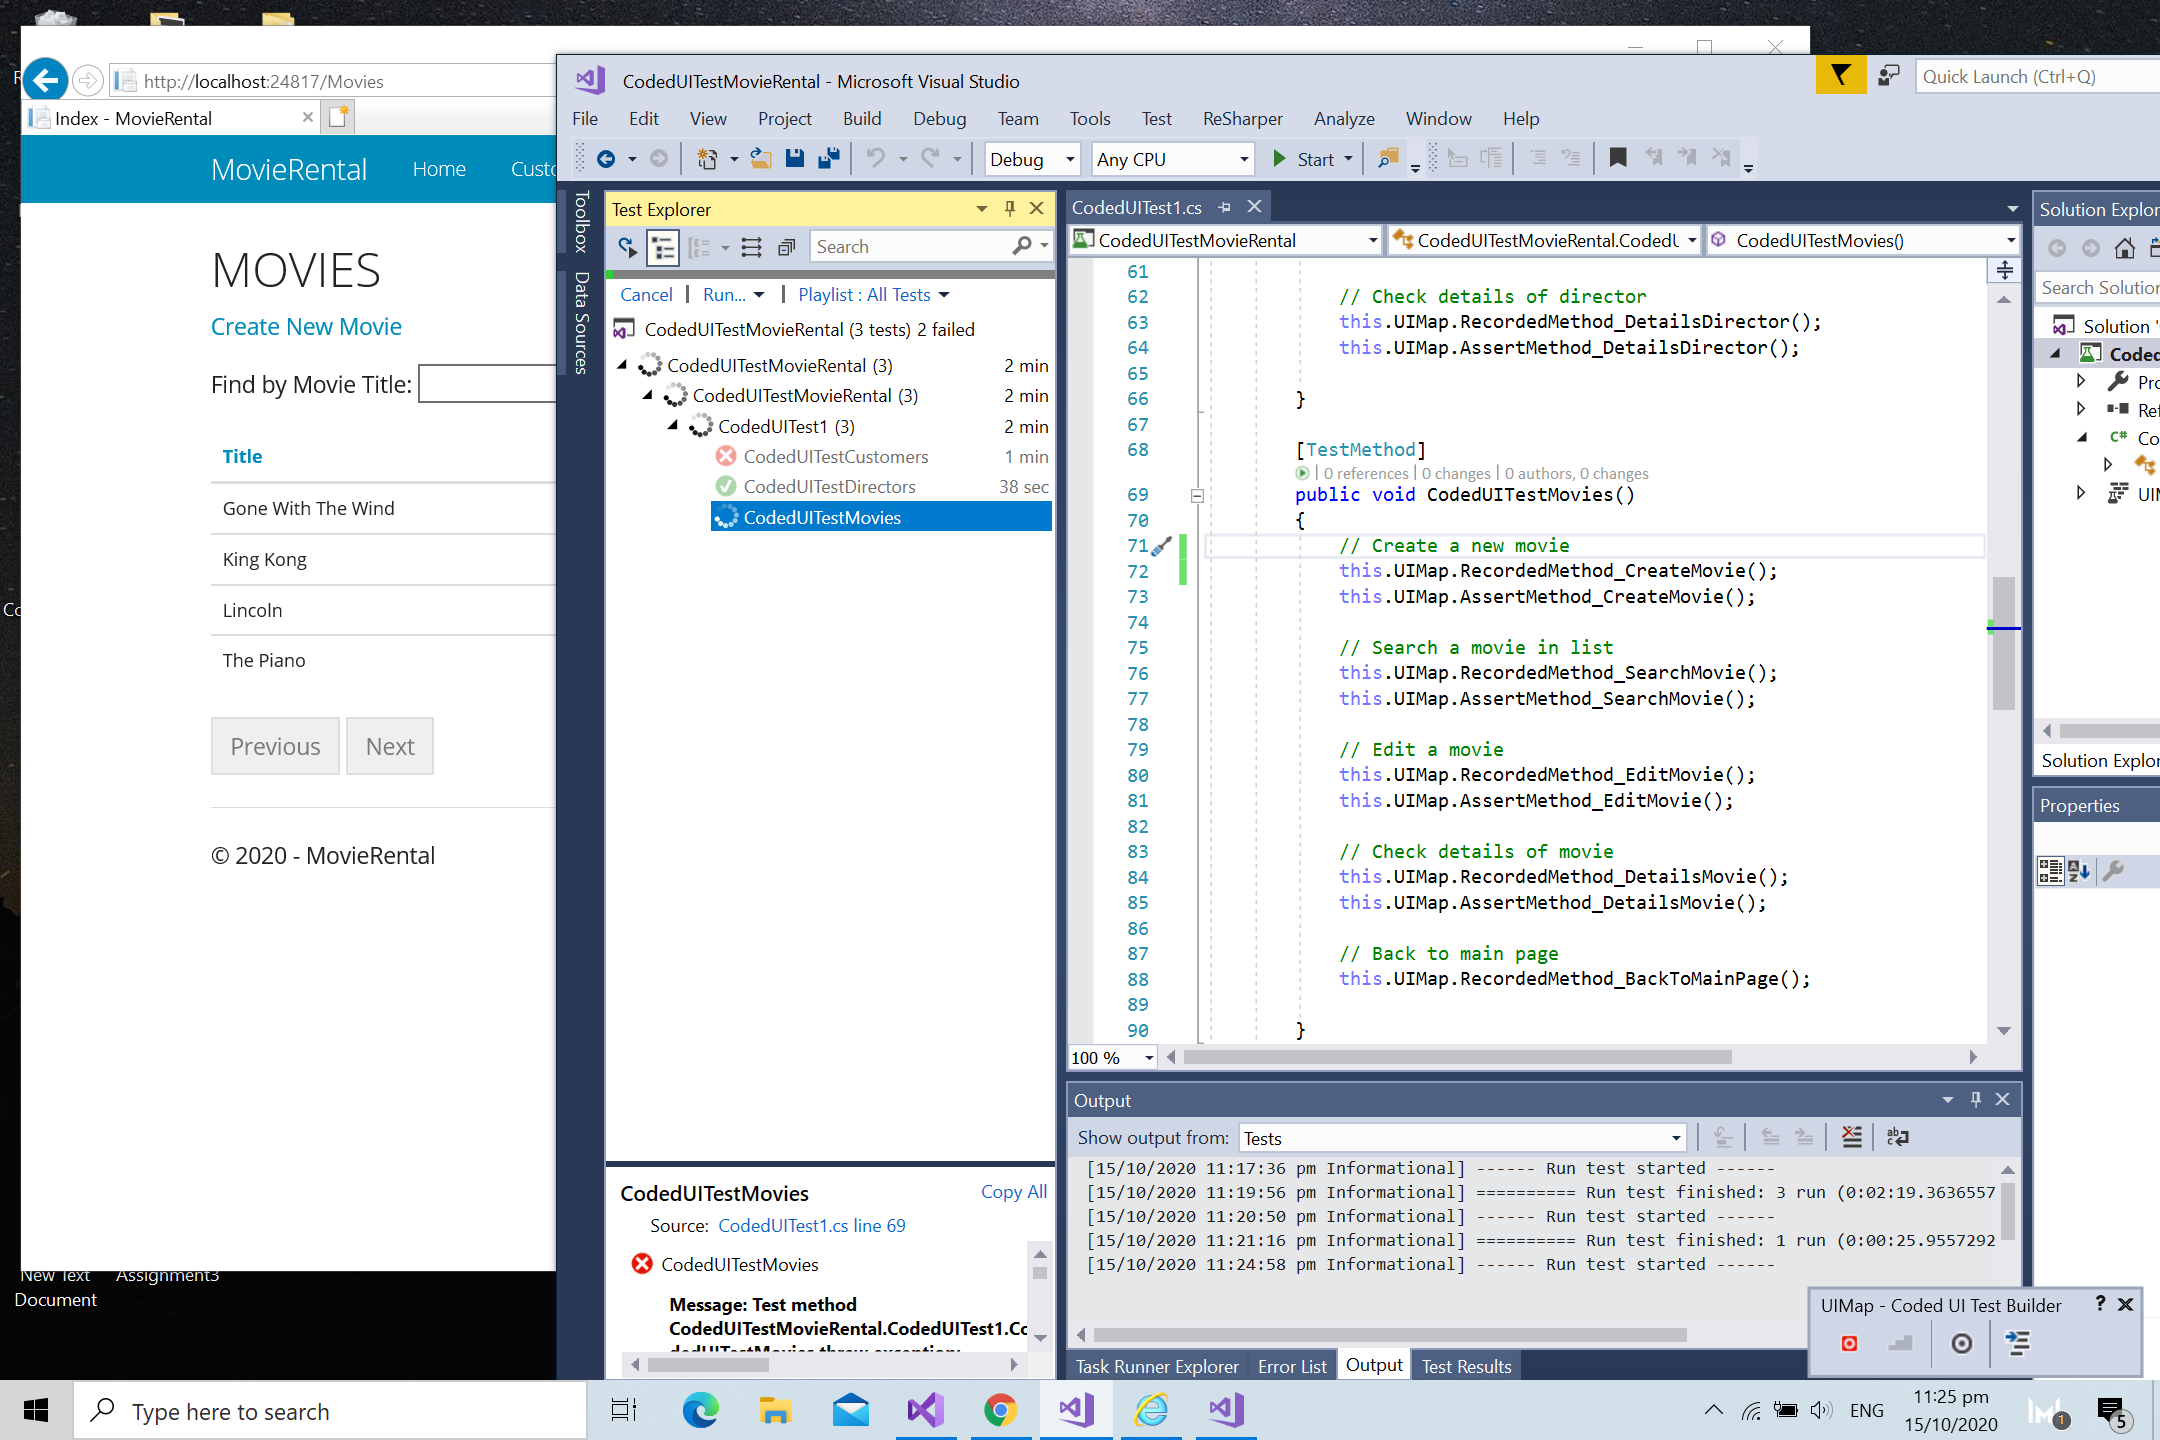 http://localhost:24817/Movies
Index - MovieRental
MovieRental
Home
MOVIES
Create New Movie
Find by Movie Title:
Title
Gone With The Wind
King Kong
Lincoln
The Piano
Previous
Next
© 2020 - MovieRental
New Text
Document
Assignment3
CodedUITestMovieRental - Microsoft Visual Studio
Quick Launch (Ctrl+Q)
File Edit View Project Build Debug Team Tools Test ReSharper Analyze Window Help
Debug
Any CPU
Start
Toolbox
Data Sources
Test Explorer
Search
Cancel | Run... | Playlist : All Tests
CodedUITestMovieRental (3 tests) 2 failed
CodedUITestMovieRental (3) 2 min
CodedUITestMovieRental (3) 2 min
CodedUITest1 (3) 2 min
CodedUITestCustomers 1 min
CodedUITestDirectors 38 sec
CodedUITestMovies
CodedUITestMovies
Copy All
Source: CodedUITest1.cs line 69
CodedUITestMovies
Message: Test method
CodedUITestMovieRental.CodedUITest1.Co
CodedUITest1.cs
CodedUITestMovieRental
CodedUITestMovieRental.CodedU
CodedUITestMovies()
61
62 // Check details of director
63 this.UIMap.RecordedMethod_DetailsDirector();
64 this.UIMap.AssertMethod_DetailsDirector();
65
66 }
67
68 [TestMethod]
| 0 references | 0 changes | 0 authors, 0 changes
69 public void CodedUITestMovies()
70 {
71 // Create a new movie
72 this.UIMap.RecordedMethod_CreateMovie();
73 this.UIMap.AssertMethod_CreateMovie();
74
75 // Search a movie in list
76 this.UIMap.RecordedMethod_SearchMovie();
77 this.UIMap.AssertMethod_SearchMovie();
78
79 // Edit a movie
80 this.UIMap.RecordedMethod_EditMovie();
81 this.UIMap.AssertMethod_EditMovie();
82
83 // Check details of movie
84 this.UIMap.RecordedMethod_DetailsMovie();
85 this.UIMap.AssertMethod_DetailsMovie();
86
87 // Back to main page
88 this.UIMap.RecordedMethod_BackToMainPage();
89
90 }
100 %
Output
Show output from: Tests
[15/10/2020 11:17:36 pm Informational] ------ Run test started ------
[15/10/2020 11:19:56 pm Informational] ========== Run test finished: 3 run (0:02:19.3636557
[15/10/2020 11:20:50 pm Informational] ------ Run test started ------
[15/10/2020 11:21:16 pm Informational] ========== Run test finished: 1 run (0:00:25.9557292
[15/10/2020 11:24:58 pm Informational] ------ Run test started ------
Task Runner Explorer
Error List
Output
Test Results
Solution Explor
Search Solution
Solution '
Coded
Pro
Ref
C# Co
UIM
Solution Explor
Properties
UIMap - Coded UI Test Builder
Type here to search
ENG
11:25 pm
15/10/2020
1
5